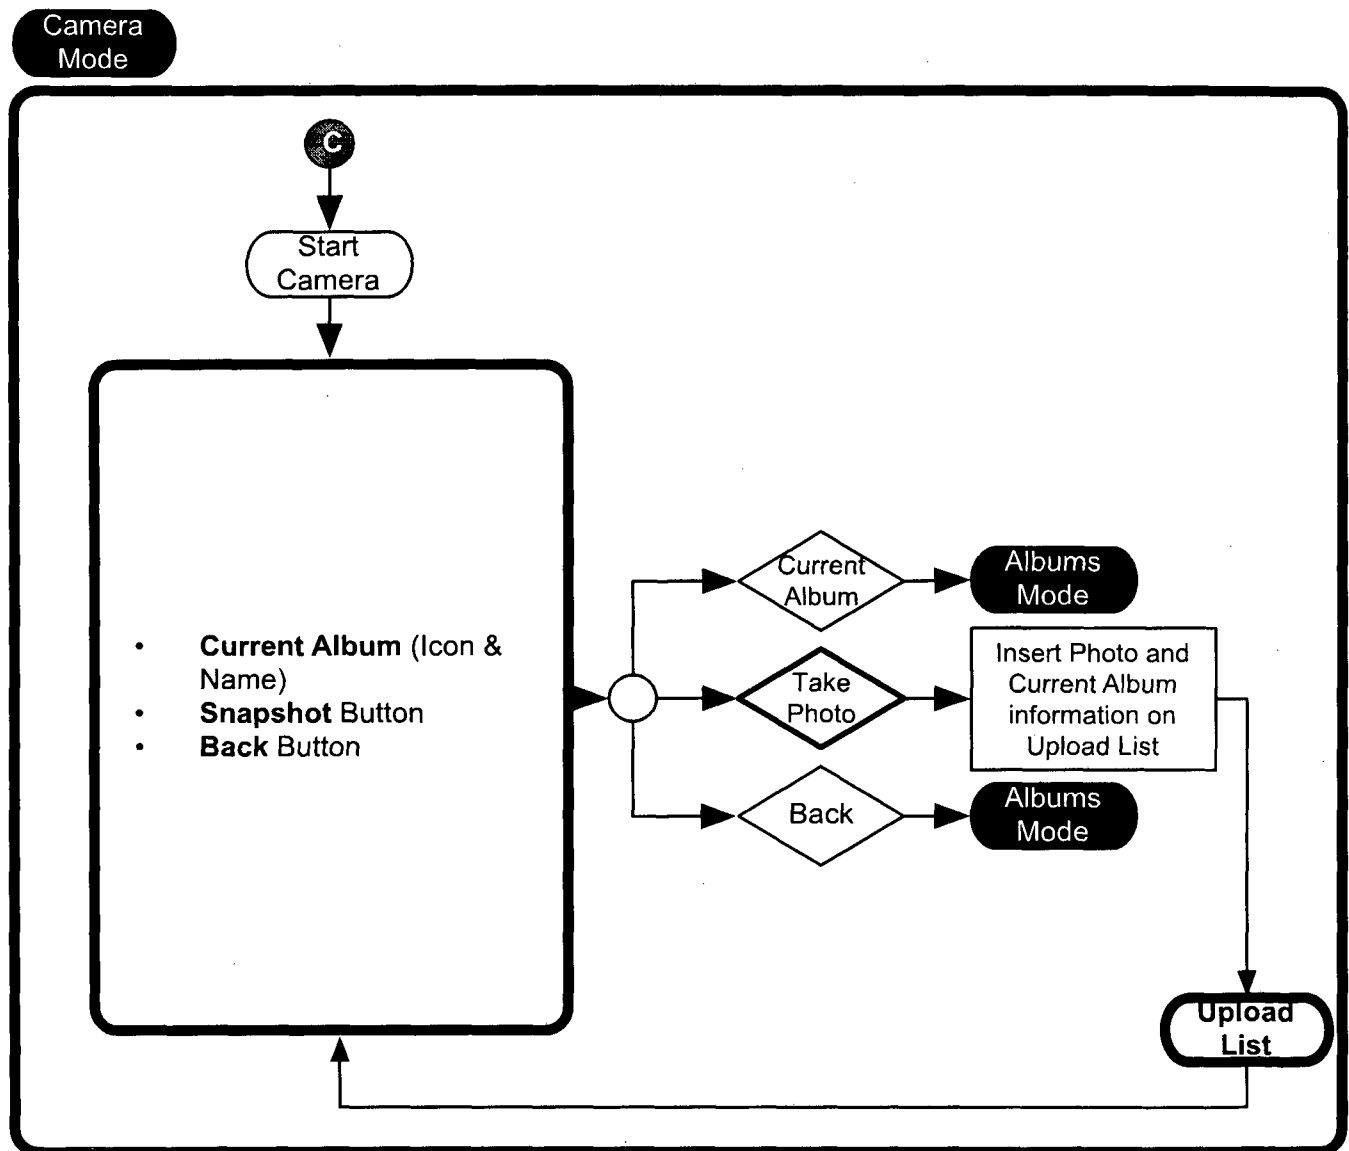 Camera
Mode
C
Start
Camera
• Current Album (Icon &
Name)
• Snapshot Button
• Back Button
Current
Album
Albums
Mode
Take
Photo
Insert Photo and
Current Album
information on
Upload List
Back
Albums
Mode
Upload
List